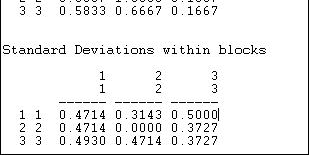 3 3 0.5833 0.6667 0.1667
Standard Deviations within blocks
1 2 3
1 2 3
------ ------ ------
1 1 0.4714 0.3143 0.5000
2 2 0.4714 0.0000 0.3727
3 3 0.4930 0.4714 0.3727